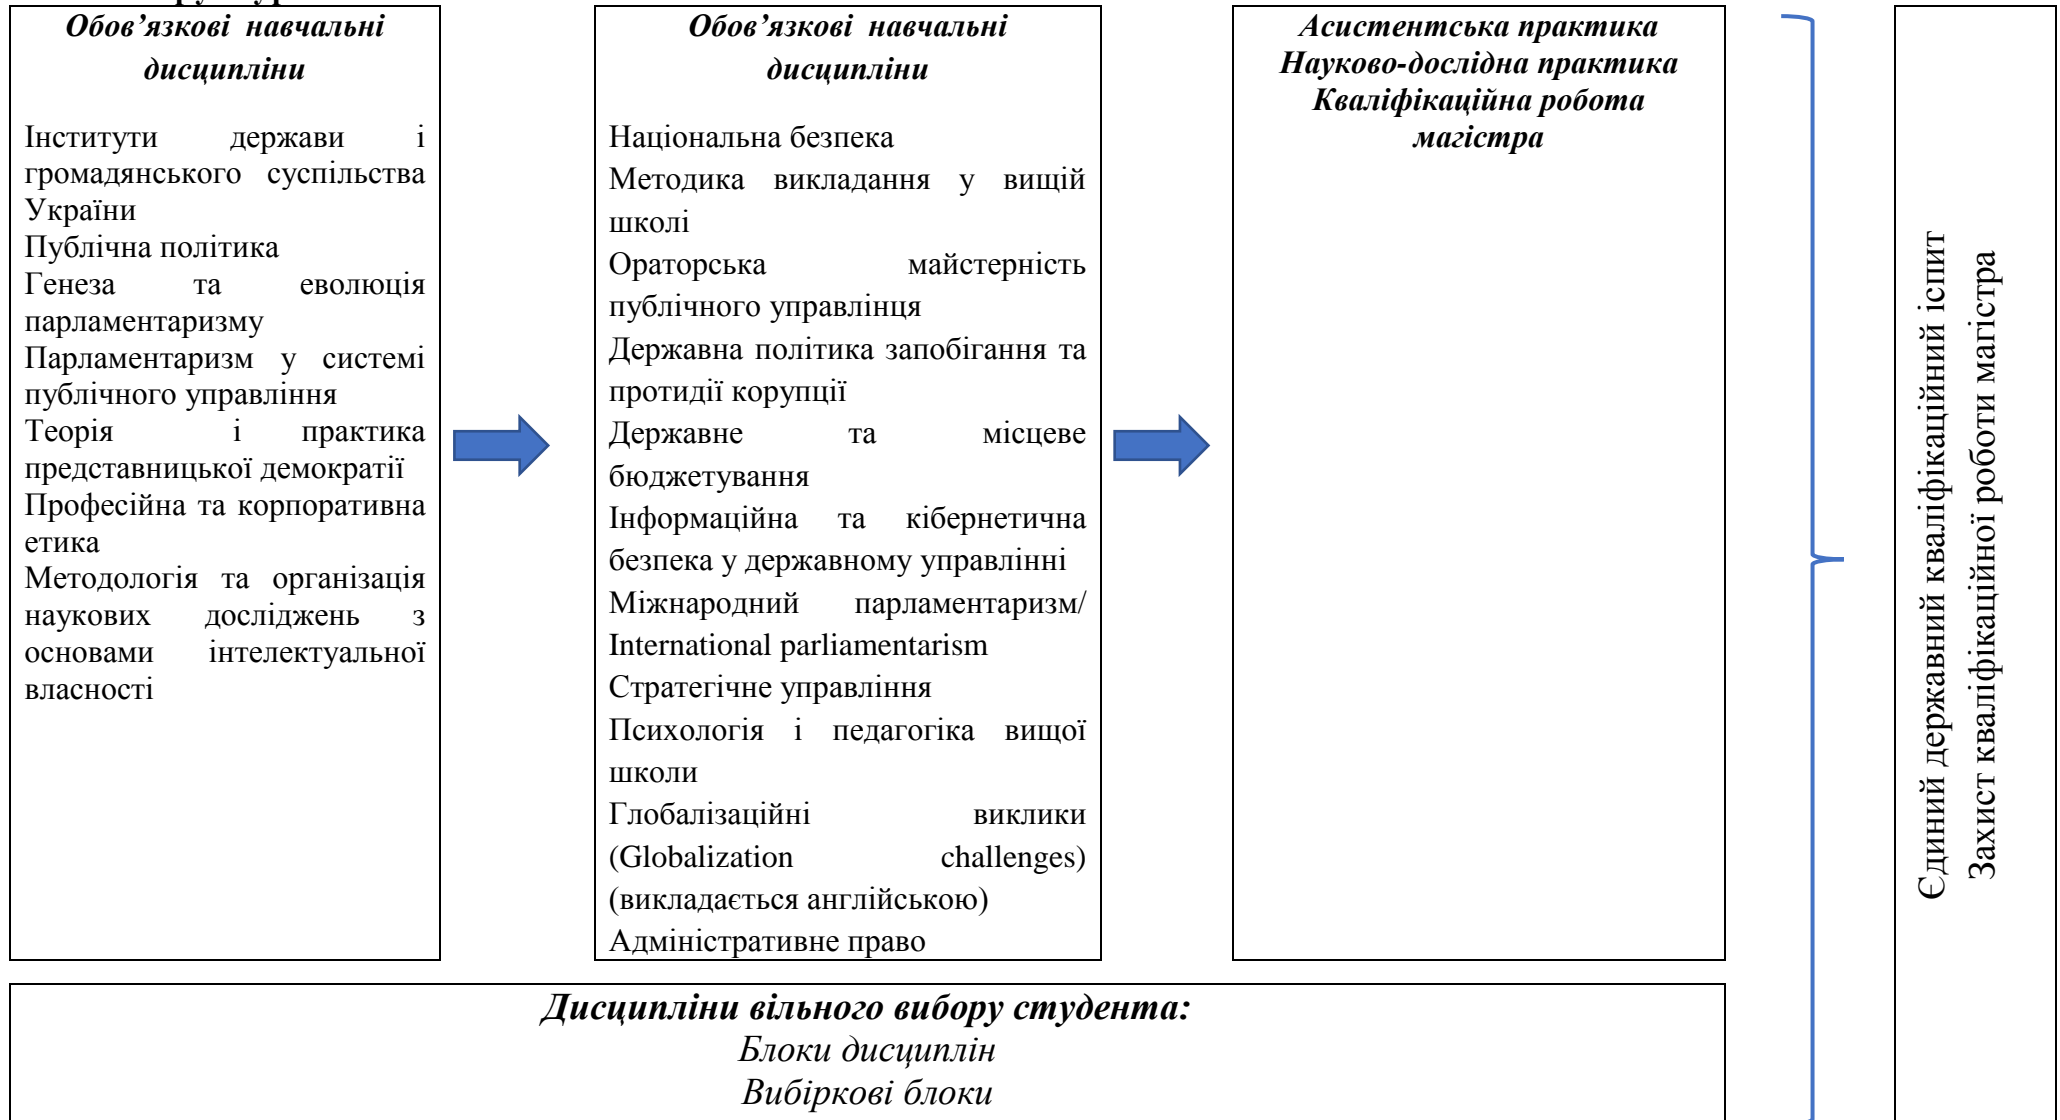 Обов’язкові навчальні
дисципліни
Інститути держави і
громадянського суспільства
України
Публічна політика
Генеза та еволюція
парламентаризму
Парламентаризм у системі
публічного управління
Теорія і практика
представницької демократії
Професійна та корпоративна
етика
Методологія та організація
наукових досліджень з
основами інтелектуальної
власності
Обов’язкові навчальні
дисципліни
Національна безпека
Методика викладання у вищій
школі
Ораторська майстерність
публічного управлінця
Державна політика запобігання та
протидії корупції
Державне та місцеве
бюджетування
Інформаційна та кібернетична
безпека у державному управлінні
Міжнародний парламентаризм/
International parliamentarism
Стратегічне управління
Психологія і педагогіка вищої
школи
Глобалізаційні виклики
(Globalization challenges)
(викладається англійською)
Адміністративне право
Асистентська практика
Науково-дослідна практика
Кваліфікаційна робота
магістра
Єдиний державний кваліфікаційний іспит
Захист кваліфікаційної роботи магістра
Дисципліни вільного вибору студента:
Блоки дисциплін
Вибіркові блоки